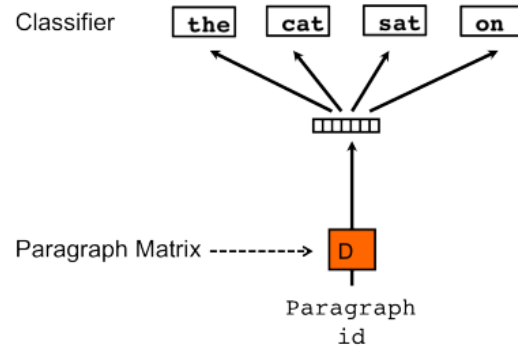 Classifier the cat sat on
Paragraph Matrix D
Paragraph
id